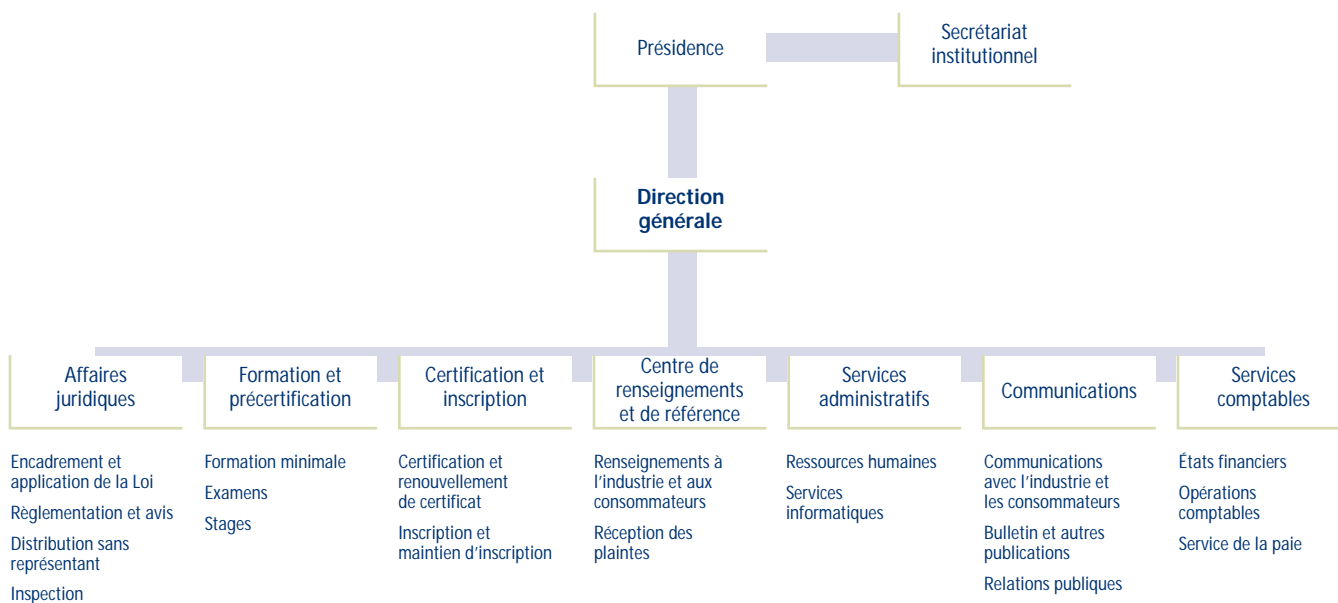 Présidence
Secrétariat
institutionnel
Direction
générale
Affaires
juridiques
Formation et
précertification
Certification et
inscription
Centre de
renseignements
et de référence
Services
administratifs
Communications
Services
comptables
Encadrement et
application de la Loi
Règlementation et avis
Distribution sans
représentant
Inspection
Formation minimale
Examens
Stages
Certification et
renouvellement
de certificat
Inscription et
maintien d'inscription
Renseignements à
l'industrie et aux
consommateurs
Réception des
plaintes
Ressources humaines
Services
informatiques
Communications
avec l'industrie et
les consommateurs
Bulletin et autres
publications
Relations publiques
États financiers
Opérations
comptables
Service de la paie